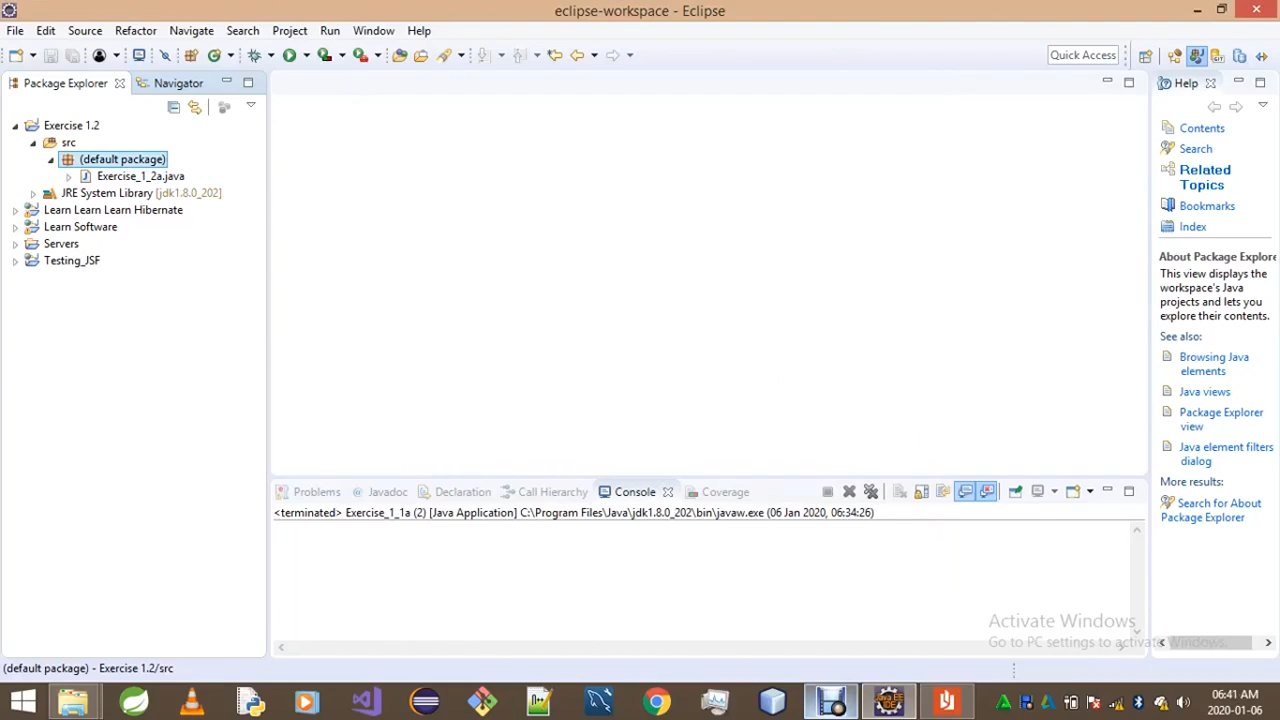 eclipse-workspace - Eclipse
File Edit Source Refactor Navigate Search Project Run Window Help
Quick Access
Package Explorer
Navigator
Exercise 1.2
src
(default package)
Exercise_1_2a.java
JRE System Library [jdk1.8.0_202]
Learn Learn Learn Hibernate
Learn Software
Servers
Testing_JSF
Help
Contents
Search
Related
Topics
Bookmarks
Index
About Package Explore
This view displays the
workspace's Java
projects and lets you
explore their contents.
See also:
Browsing Java
elements
Java views
Package Explorer
view
Java element filters
dialog
More results:
Search for About
Package Explorer
Problems @ Javadoc Declaration Call Hierarchy Console Coverage
<terminated> Exercise_1_1a (2) [Java Application] C:\Program Files\Java\jdk1.8.0_202\bin\javaw.exe (06 Jan 2020, 06:34:26)
Activate Windows
Go to PC settings to activate Windows.
(default package) - Exercise 1.2/src
06:41 AM
2020-01-06